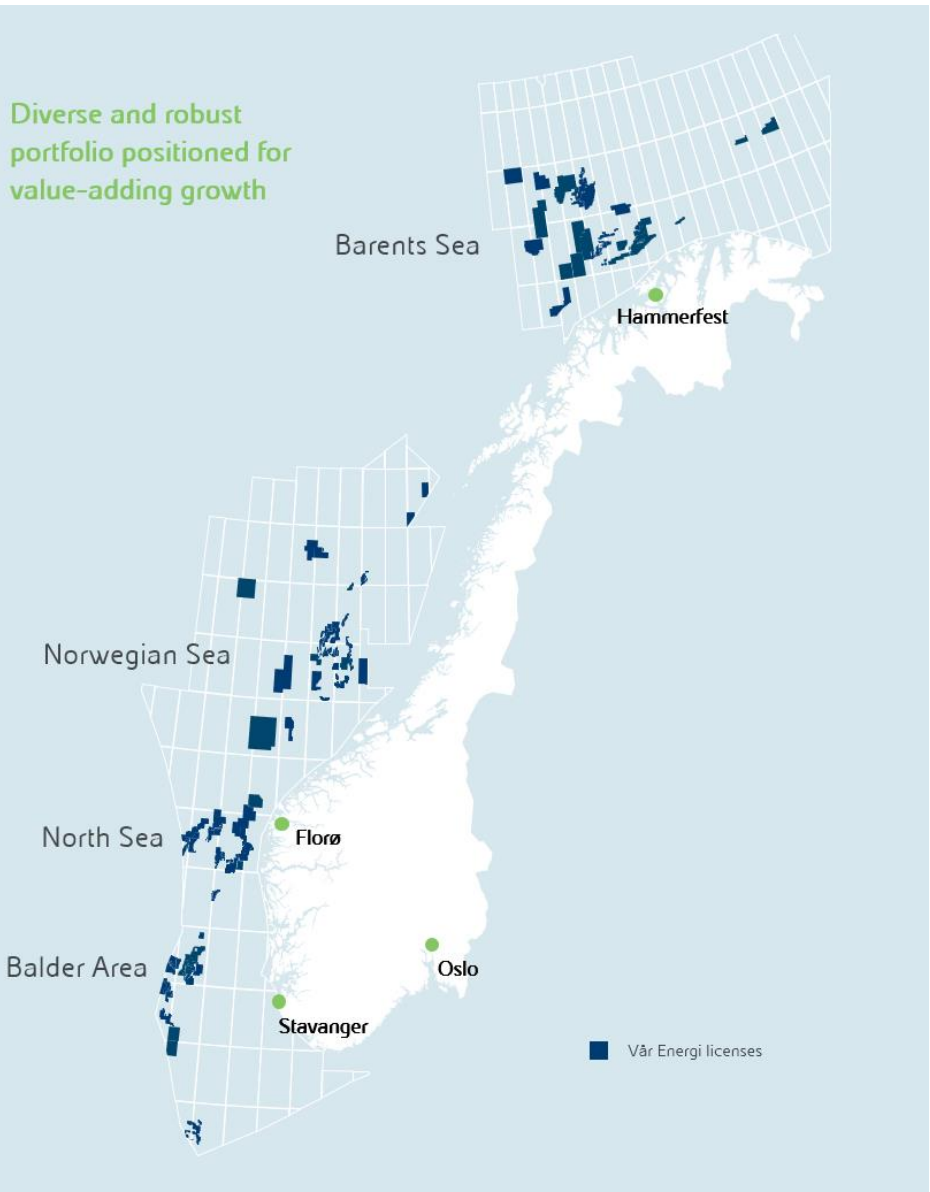 Diverse and robust
portfolio positioned for
value-adding growth
Barents Sea
Hammerfest
Norwegian Sea
North Sea
Florø
Balder Area
Oslo
Stavanger
Vår Energi licenses